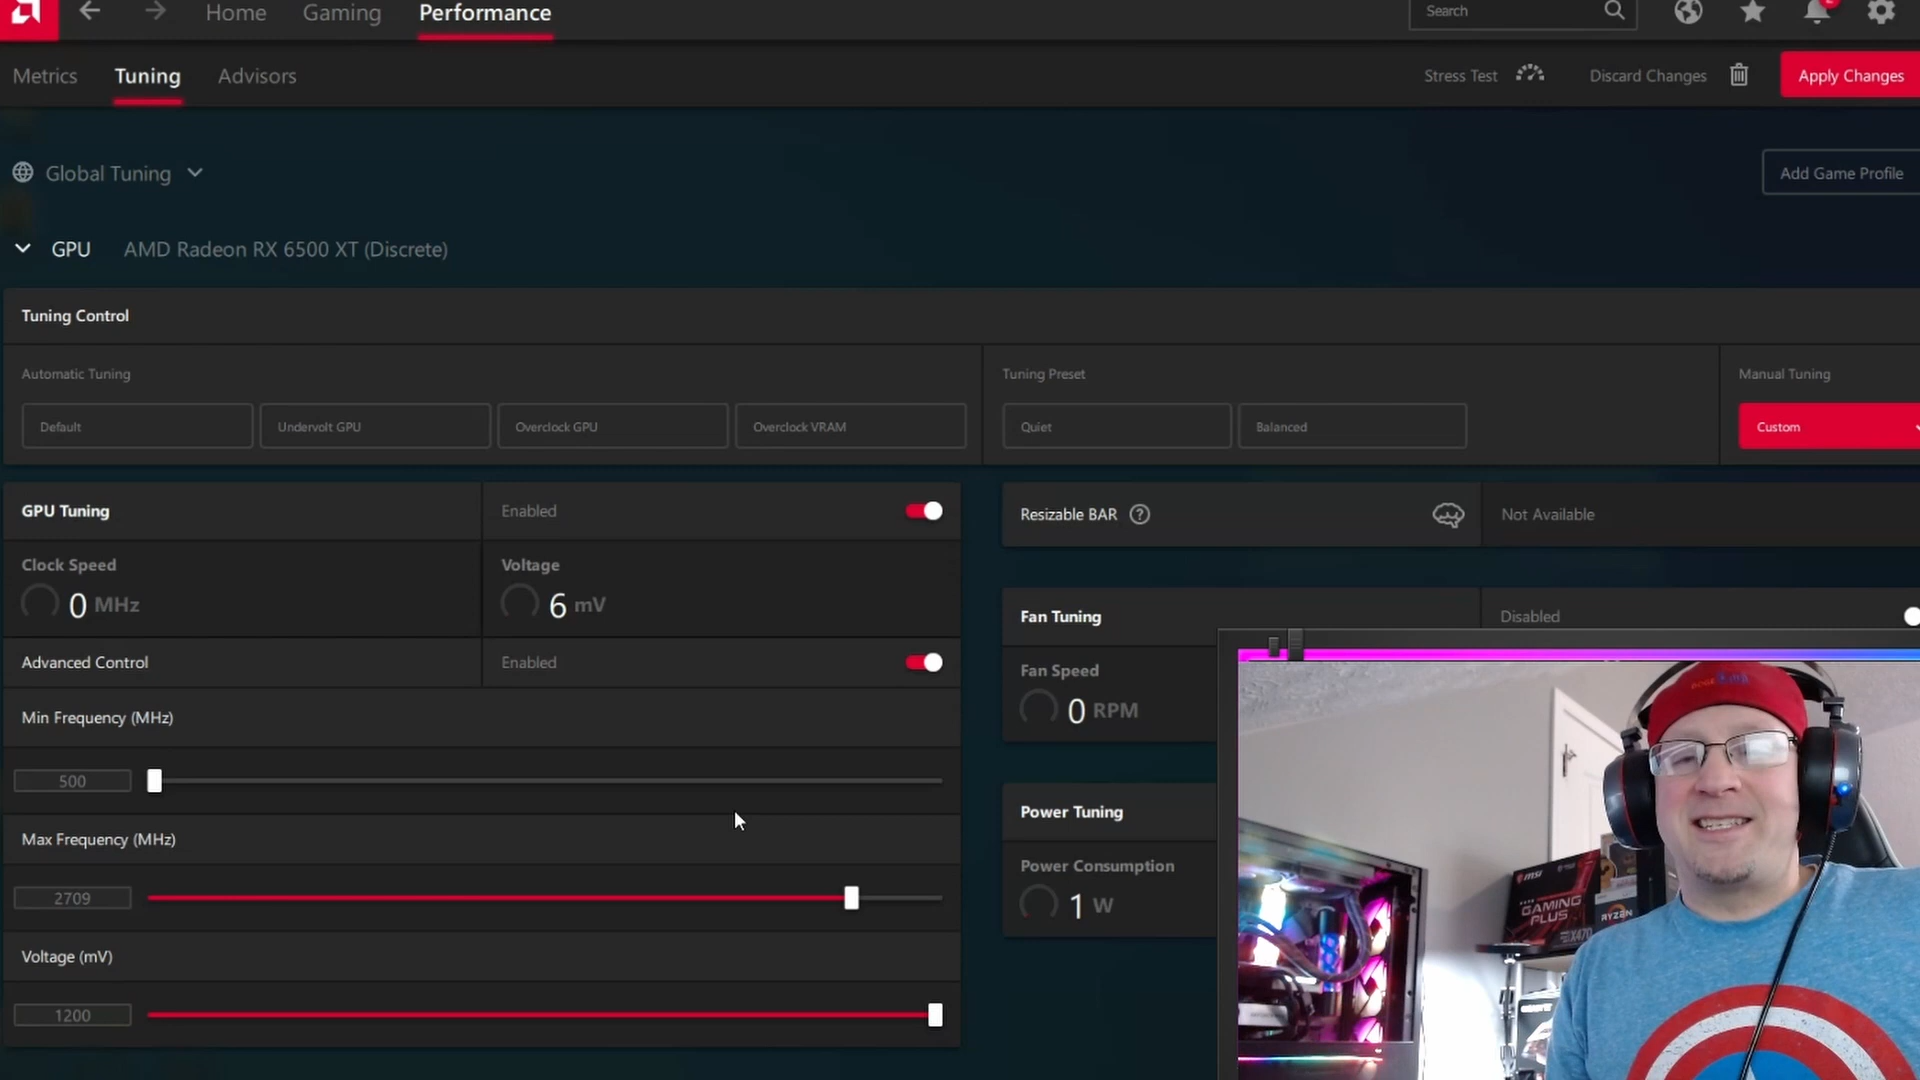 Home Gaming Performance
Search
Metrics Tuning Advisors
Stress Test Discard Changes Apply Changes
Global Tuning
Add Game Profile
GPU AMD Radeon RX 6500 XT (Discrete)
Tuning Control
Automatic Tuning
Tuning Preset
Manual Tuning
Default
Undervolt GPU
Overclock GPU
Overclock VRAM
Quiet
Balanced
Custom
GPU Tuning
Enabled
Clock Speed
0 MHz
Voltage
6 mV
Advanced Control
Enabled
Min Frequency (MHz)
500
Max Frequency (MHz)
2709
Voltage (mV)
1200
Resizable BAR ?
Not Available
Fan Tuning
Disabled
Fan Speed
0 RPM
Power Tuning
Power Consumption
1 W
msi
GAMING
PLUS
X470
RYZEN